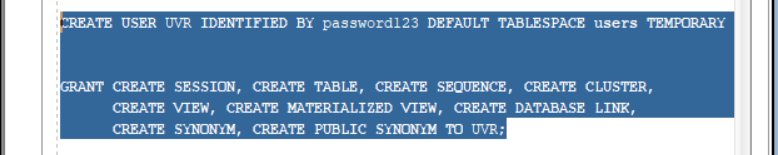 CREATE USER UVR IDENTIFIED BY password123 DEFAULT TABLESPACE users TEMPORARY
GRANT CREATE SESSION, CREATE TABLE, CREATE SEQUENCE, CREATE CLUSTER,
CREATE VIEW, CREATE MATERIALIZED VIEW, CREATE DATABASE LINK,
CREATE SYNONYM, CREATE PUBLIC SYNONYM TO UVR;